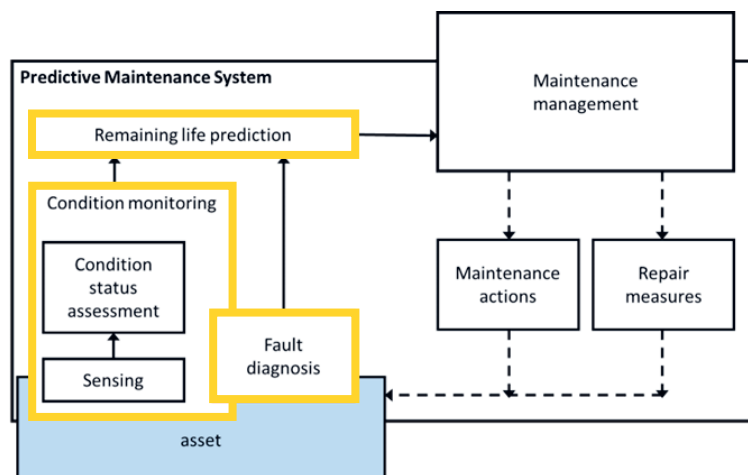 Predictive Maintenance System
Maintenance
management
Remaining life prediction
Condition monitoring
Condition
status
assessment
Sensing
Fault
diagnosis
Maintenance
actions
Repair
measures
asset